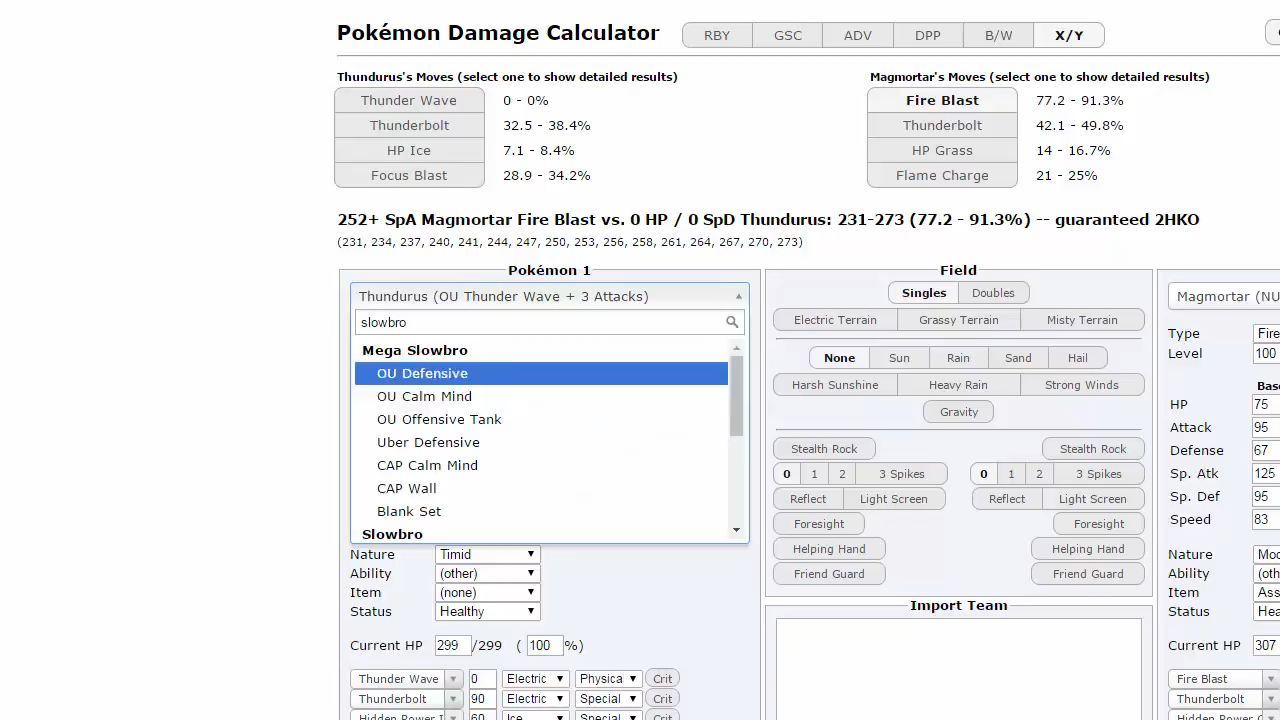 Pokémon Damage Calculator RBY GSC ADV DPP B/W X/Y
Thundurus's Moves (select one to show detailed results)
Thunder Wave 0 - 0%
Thunderbolt 32.5 - 38.4%
HP Ice 7.1 - 8.4%
Focus Blast 28.9 - 34.2%
Magmortar's Moves (select one to show detailed results)
Fire Blast 77.2 - 91.3%
Thunderbolt 42.1 - 49.8%
HP Grass 14 - 16.7%
Flame Charge 21 - 25%
252+ SpA Magmortar Fire Blast vs. 0 HP / 0 SpD Thundurus: 231-273 (77.2 - 91.3%) -- guaranteed 2HKO
(231, 234, 237, 240, 241, 244, 247, 250, 253, 256, 258, 261, 264, 267, 270, 273)
Pokémon 1
Thundurus (OU Thunder Wave + 3 Attacks)
slowbro
Mega Slowbro
OU Defensive
OU Calm Mind
OU Offensive Tank
Uber Defensive
CAP Calm Mind
CAP Wall
Blank Set
Slowbro
Nature Timid
Ability (other)
Item (none)
Status Healthy
Current HP 299 /299 ( 100 %)
Thunder Wave 0 Electric Physica Crit
Thunderbolt 90 Electric Special Crit
Hidden Power I 60 Ice Special Crit
Field
Singles Doubles
Electric Terrain Grassy Terrain Misty Terrain
None Sun Rain Sand Hail
Harsh Sunshine Heavy Rain Strong Winds
Gravity
Stealth Rock Stealth Rock
0 1 2 3 Spikes 0 1 2 3 Spikes
Reflect Light Screen Reflect Light Screen
Foresight Foresight
Helping Hand Helping Hand
Friend Guard Friend Guard
Import Team
Magmortar (NU
Type Fire
Level 100
Base
HP 75
Attack 95
Defense 67
Sp. Atk 125
Sp. Def 95
Speed 83
Nature Mod
Ability (oth
Item Ass
Status Hea
Current HP 307
Fire Blast
Thunderbolt
Hidden Power